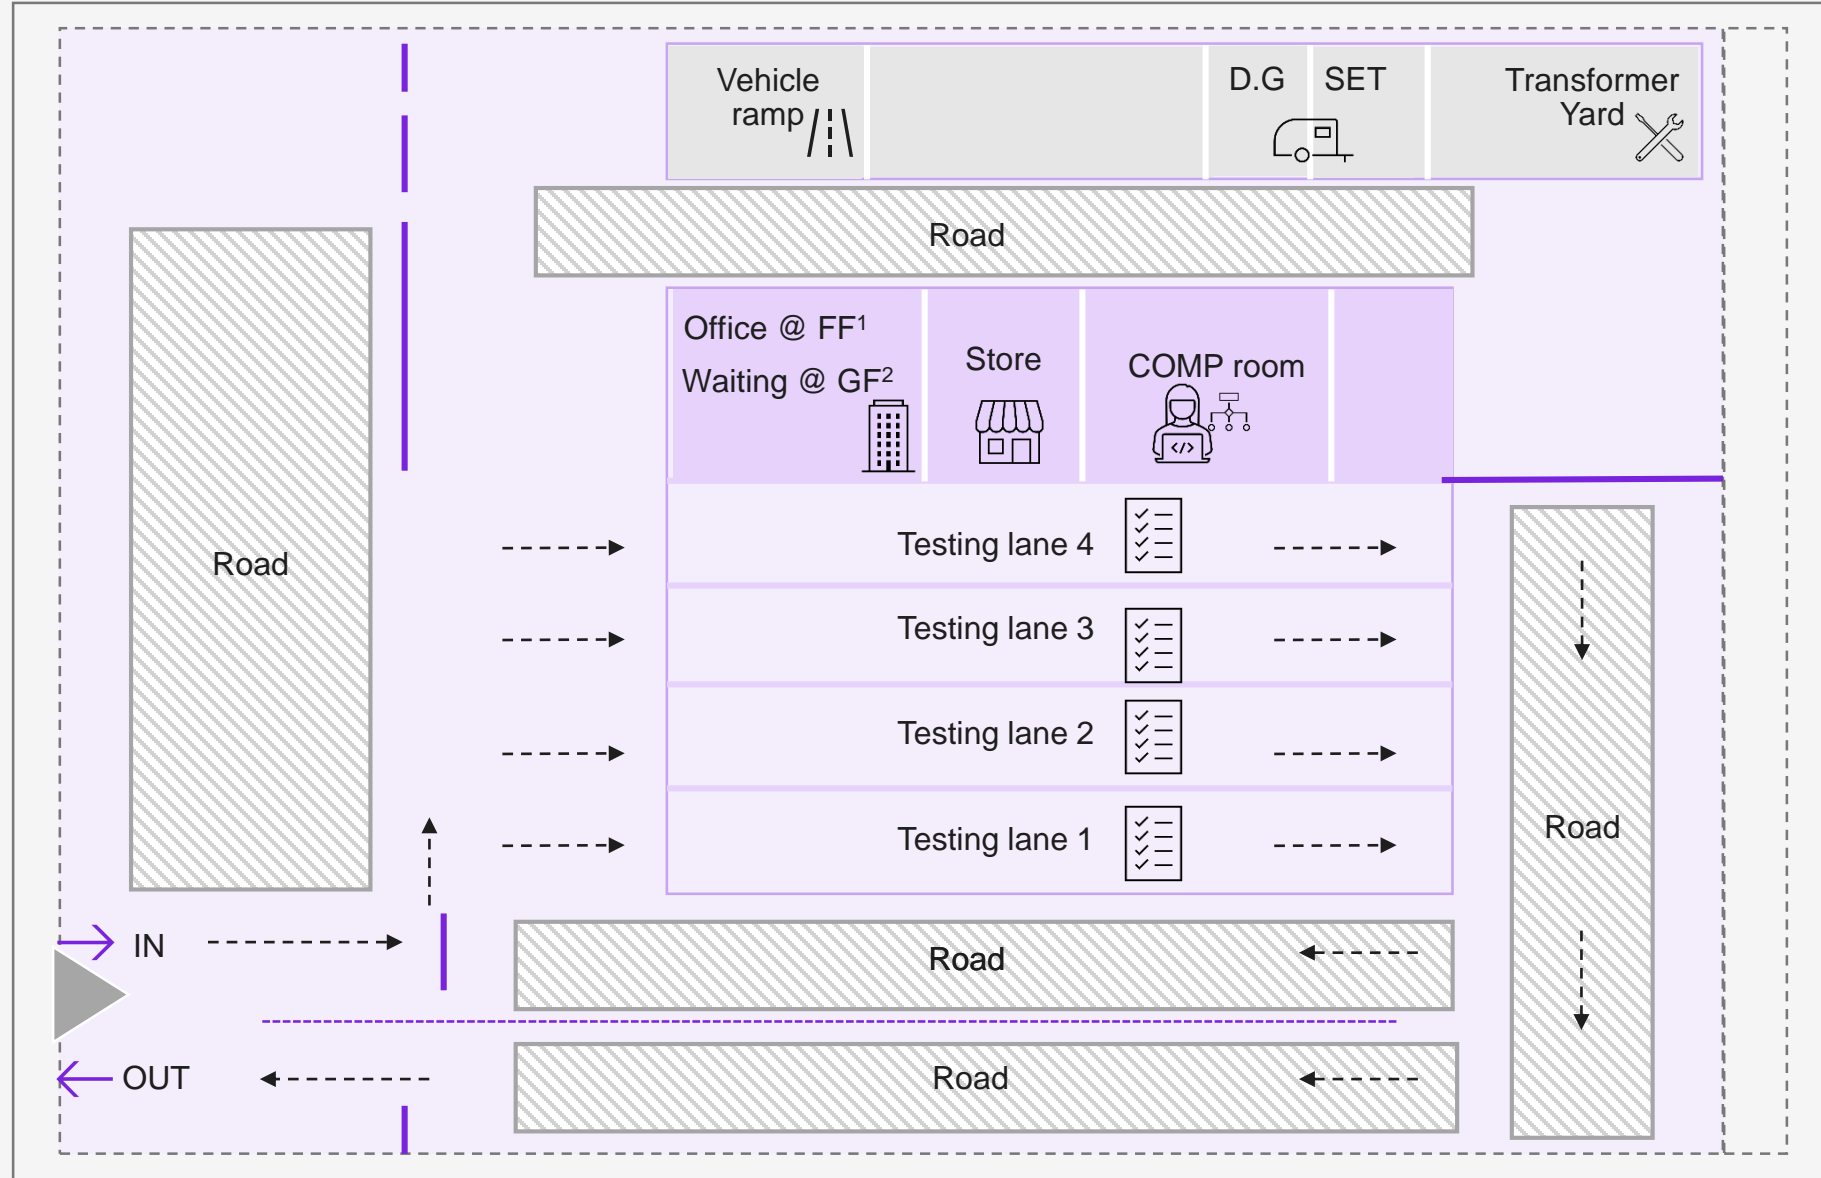 Vehicle
ramp
D.G
SET
Transformer
Yard
Road
Office @ FF¹
Waiting @ GF²
Store
COMP room
</>
Road
Testing lane 4
Testing lane 3
Testing lane 2
Testing lane 1
Road
IN
Road
OUT
Road